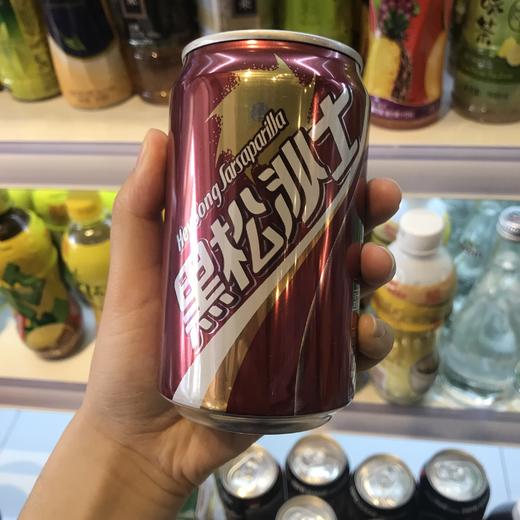 HeySong Sarsaparilla
黑松沙士